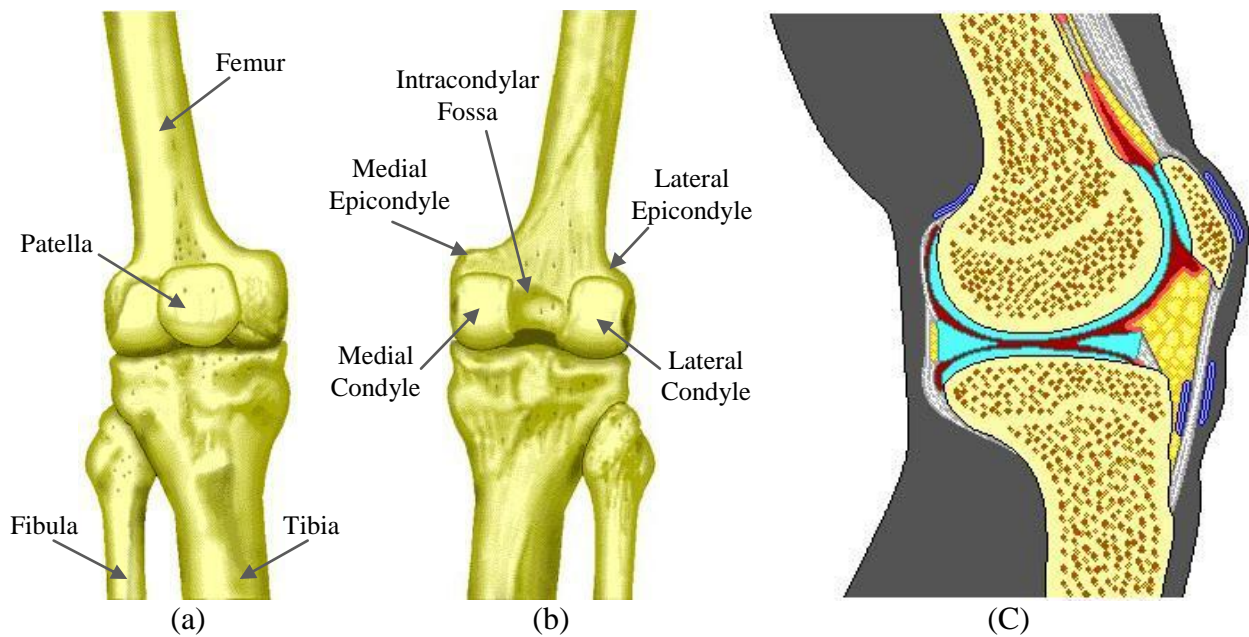 Femur
Patella
Fibula
Tibia
(a)
Intracondylar
Fossa
Medial
Epicondyle
Lateral
Epicondyle
Medial
Condyle
Lateral
Condyle
(b)
(C)